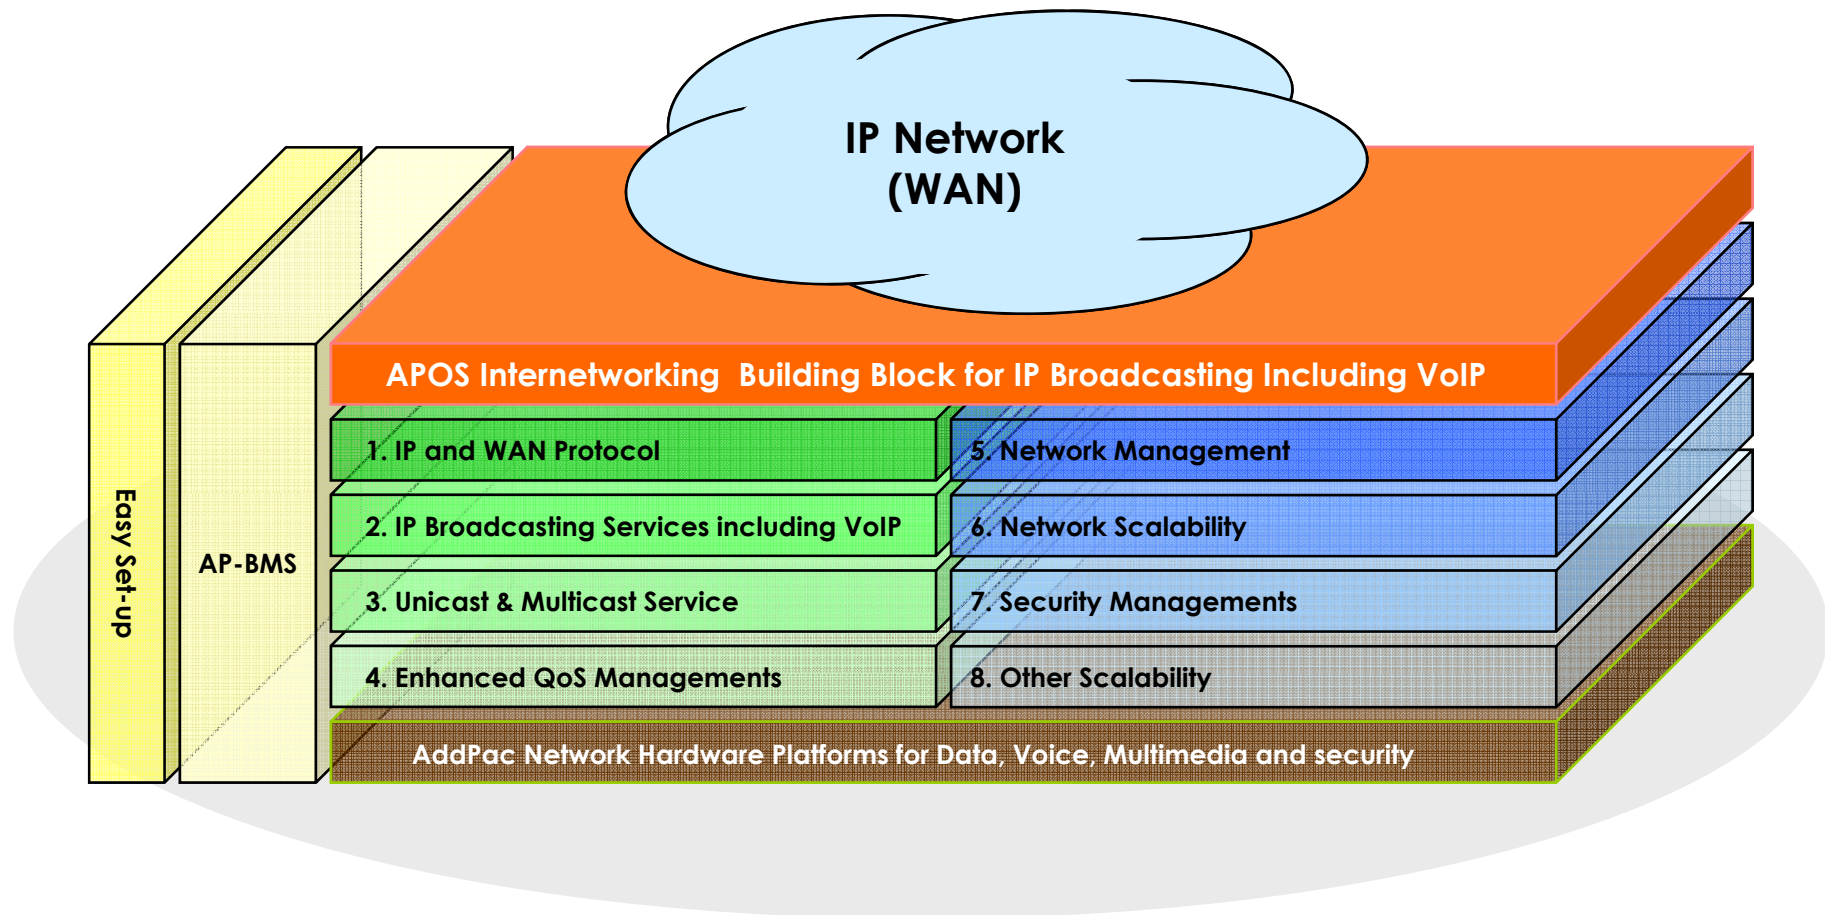 IP Network
(WAN)
APOS Internetworking  Building Block for IP Broadcasting Including VoIP
1. IP and WAN Protocol
2. IP Broadcasting Services including VoIP
3. Unicast & Multicast Service
4. Enhanced QoS Managements
5. Network Management
6. Network Scalability
7. Security Managements
8. Other Scalability
Easy Set-up
AP-BMS
AddPac Network Hardware Platforms for Data, Voice, Multimedia and security